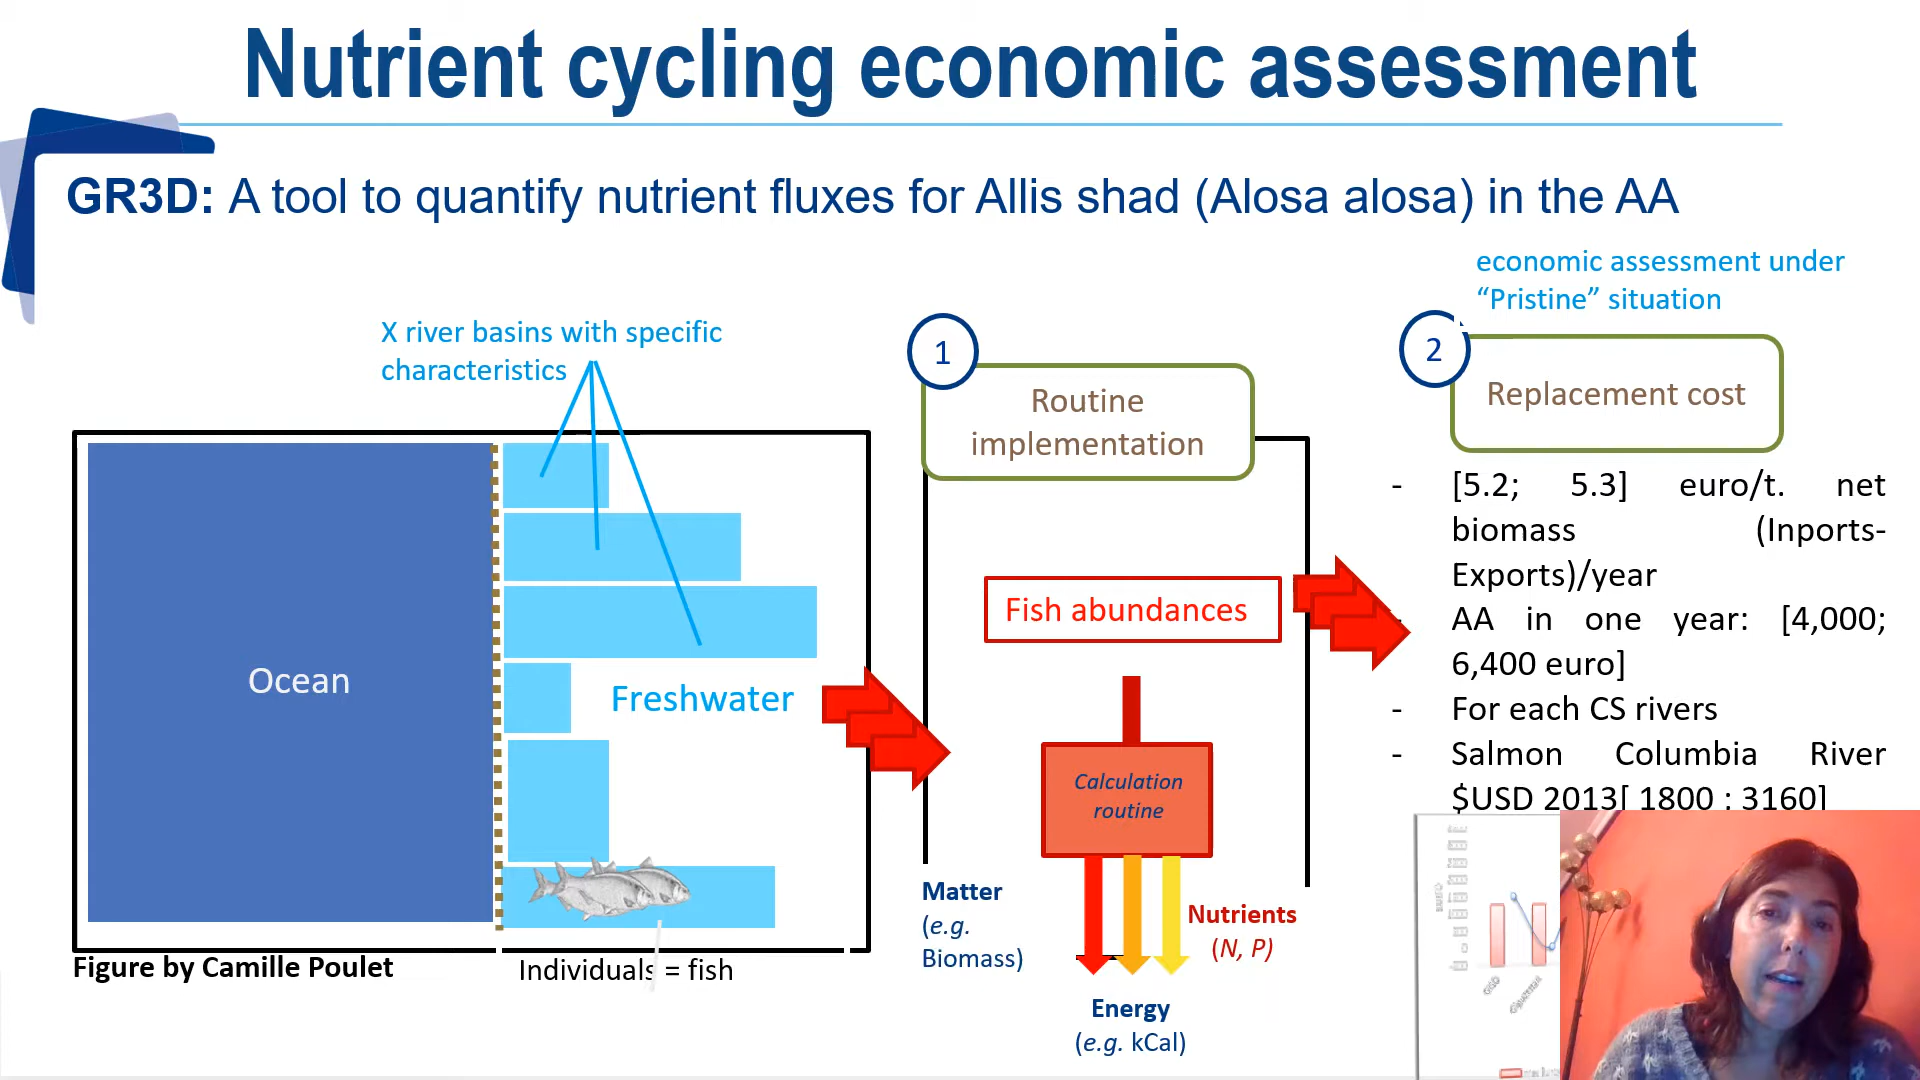 Nutrient cycling economic assessment
GR3D: A tool to quantify nutrient fluxes for Allis shad (Alosa alosa) in the AA
economic assessment under
“Pristine” situation
X river basins with specific
characteristics
1
Routine
implementation
2
Replacement cost
- [5.2; 5.3] euro/t. net
biomass (Inports-
Exports)/year
AA in one year: [4,000;
6,400 euro]
- For each CS rivers
- Salmon Columbia River
$USD 2013[ 1800 ; 3160]
Ocean
Freshwater
Fish abundances
Calculation
routine
Matter
(e.g.
Biomass)
Nutrients
(N, P)
Energy
(e.g. kCal)
Figure by Camille Poulet
Individuals = fish